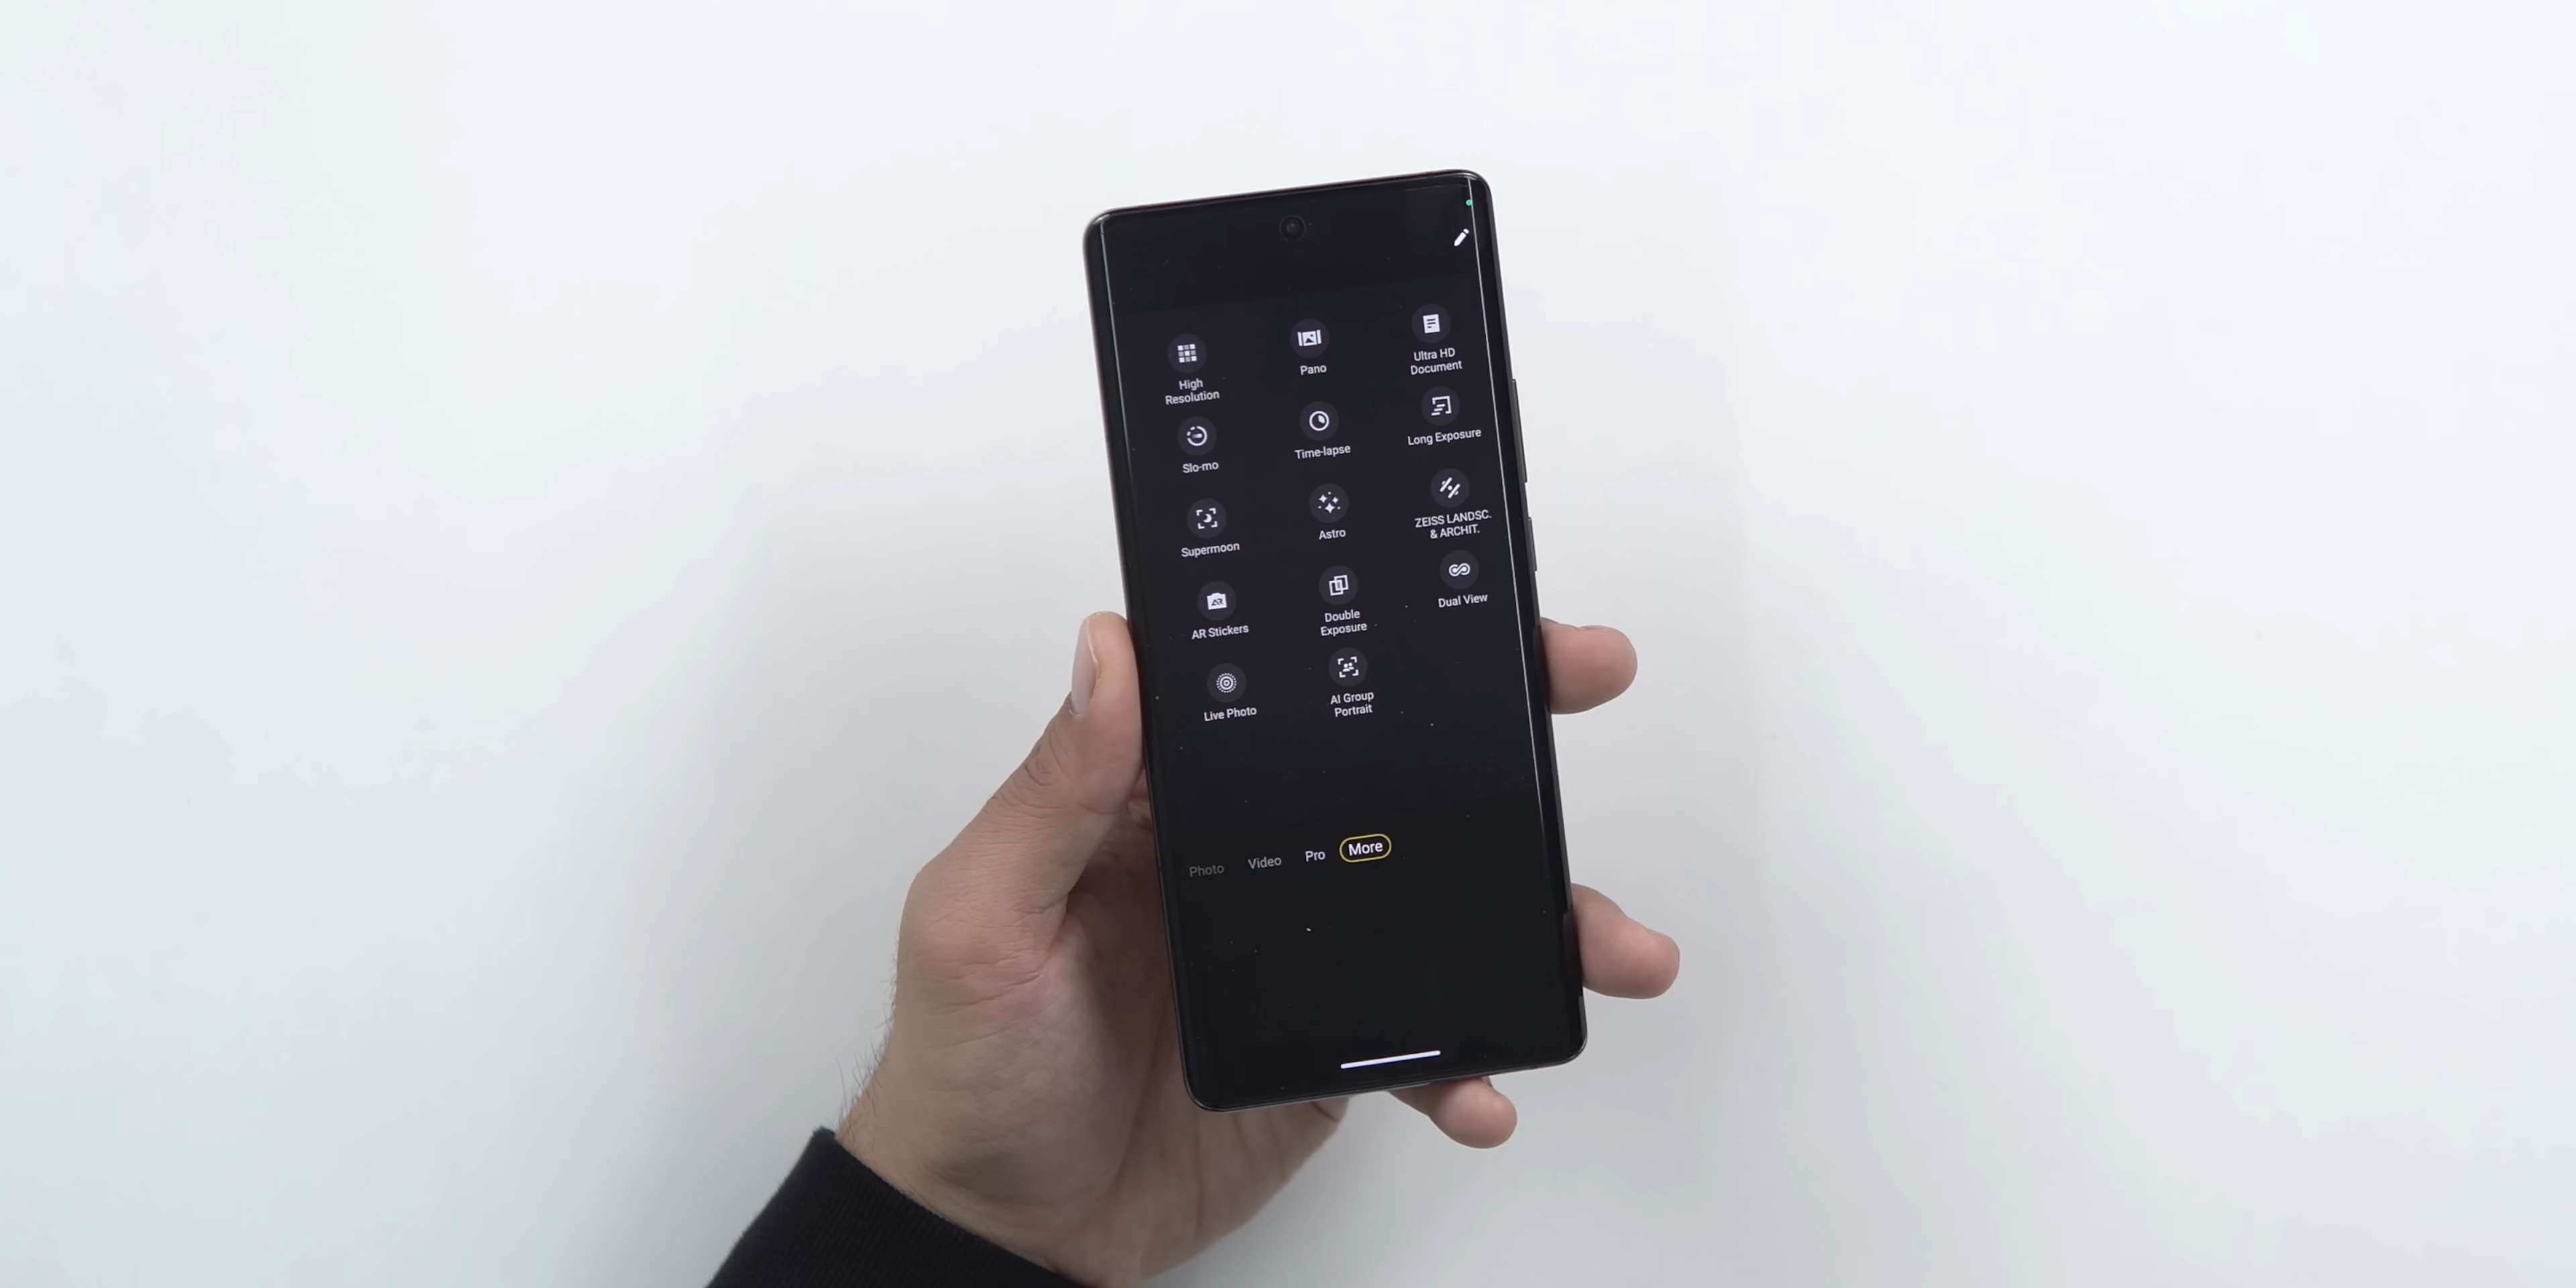 High
Resolution
Pano
Ultra HD
Document
Slo-mo
Time-lapse
Long Exposure
Supermoon
Astro
ZEISS LANDSC.
& ARCHIT.
AR Stickers
Double
Exposure
Dual View
Live Photo
AI Group
Portrait
Photo Video Pro More